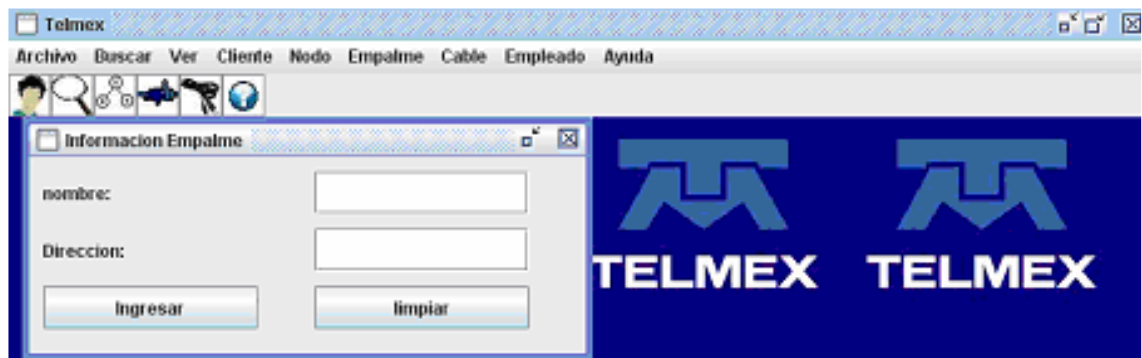 Telmex
Archivo Buscar Ver Cliente Nodo Empalme Cable Empleado Ayuda
Informacion Empalme
nombre:
Direccion:
Ingresar limpiar
TELMEX TELMEX